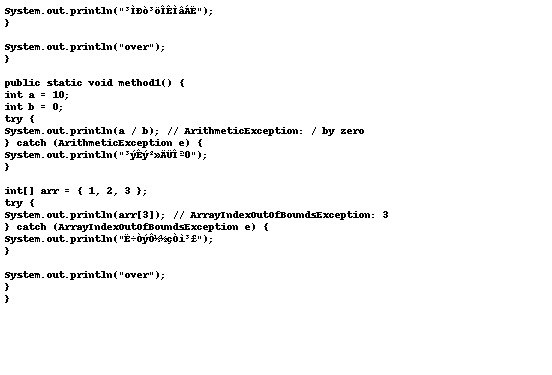 System.out.println("³ÌÐò³öÎÊÌâÁË");
}
System.out.println("over");
}
public static void method1() {
int a = 10;
int b = 0;
try {
System.out.println(a / b); // ArithmeticException: / by zero
} catch (ArithmeticException e) {
System.out.println("³ýÊý²»ÄÜÎª0");
}
int[] arr = { 1, 2, 3 };
try {
System.out.println(arr[3]); // ArrayIndexOutOfBoundsException: 3
} catch (ArrayIndexOutOfBoundsException e) {
System.out.println("Ë÷ÒýÔ½½çÒì³£");
}
System.out.println("over");
}
}